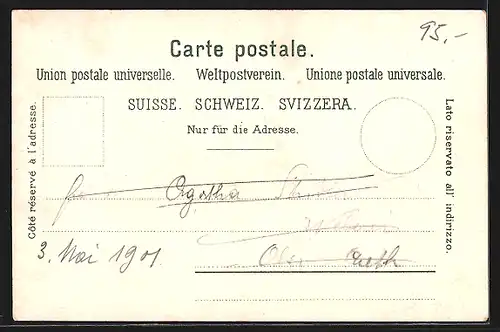 95.-
Carte postale.
Union postale universelle. Weltpostverein. Unione postale universale.
SUISSE. SCHWEIZ. SVIZZERA.
Nur für die Adresse.
Côté réservé à l'adresse.
Lato riservato all' indirizzo.
Agatha
3. Mai 1901
Ober